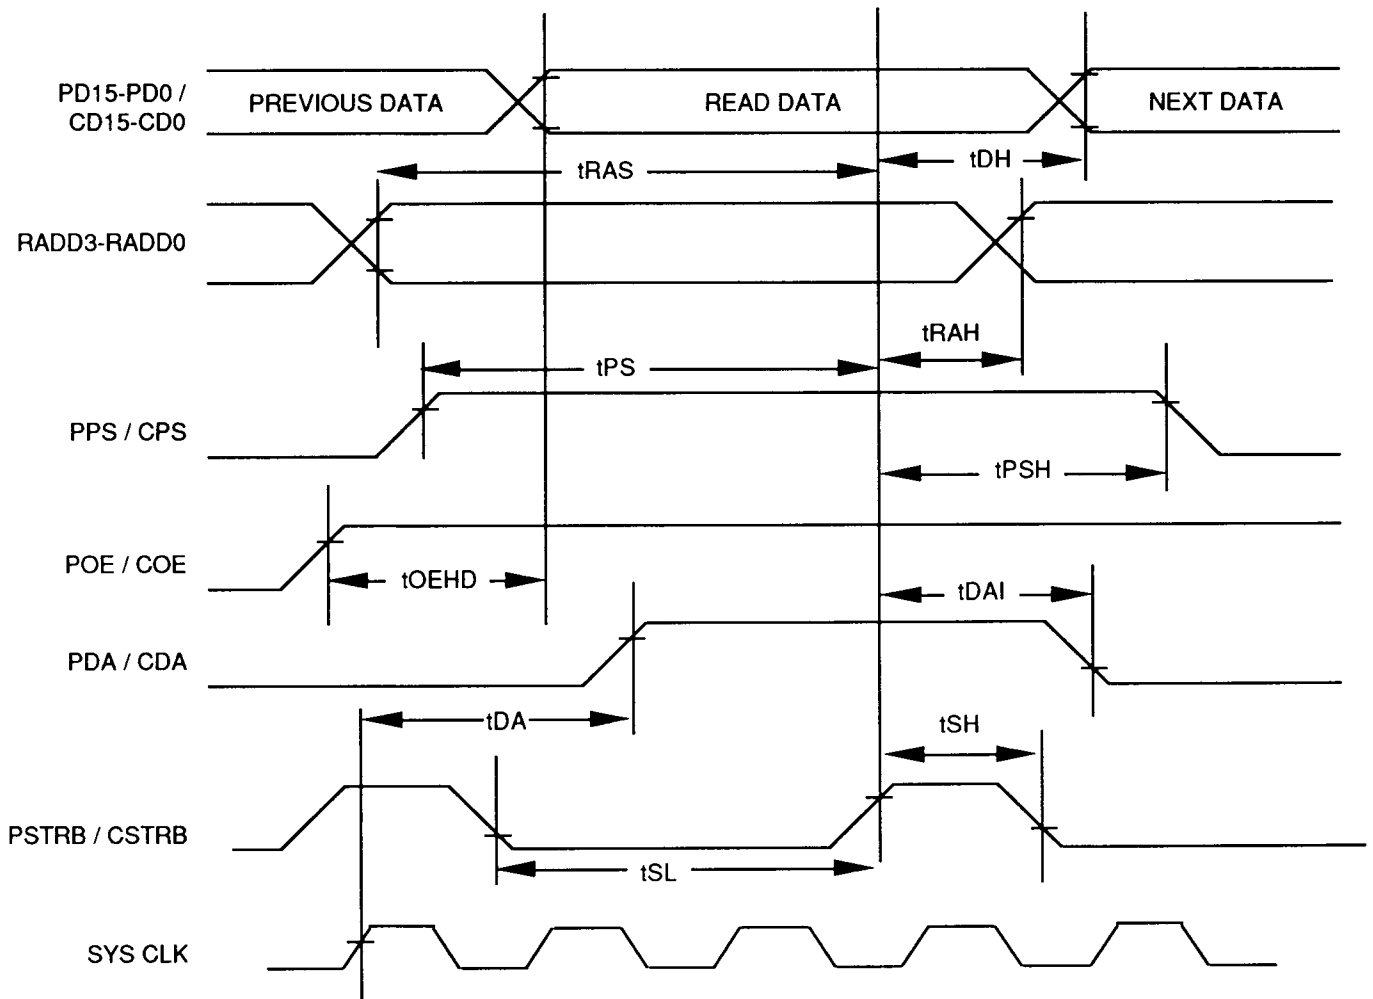 PD15-PD0 /
CD15-CD0
PREVIOUS DATA
READ DATA
NEXT DATA
tRAS
tDH
RADD3-RADD0
tRAH
tPS
PPS / CPS
tPSH
POE / COE
tOEHD
tDAI
PDA / CDA
tDA
tSH
PSTRB / CSTRB
tSL
SYS CLK